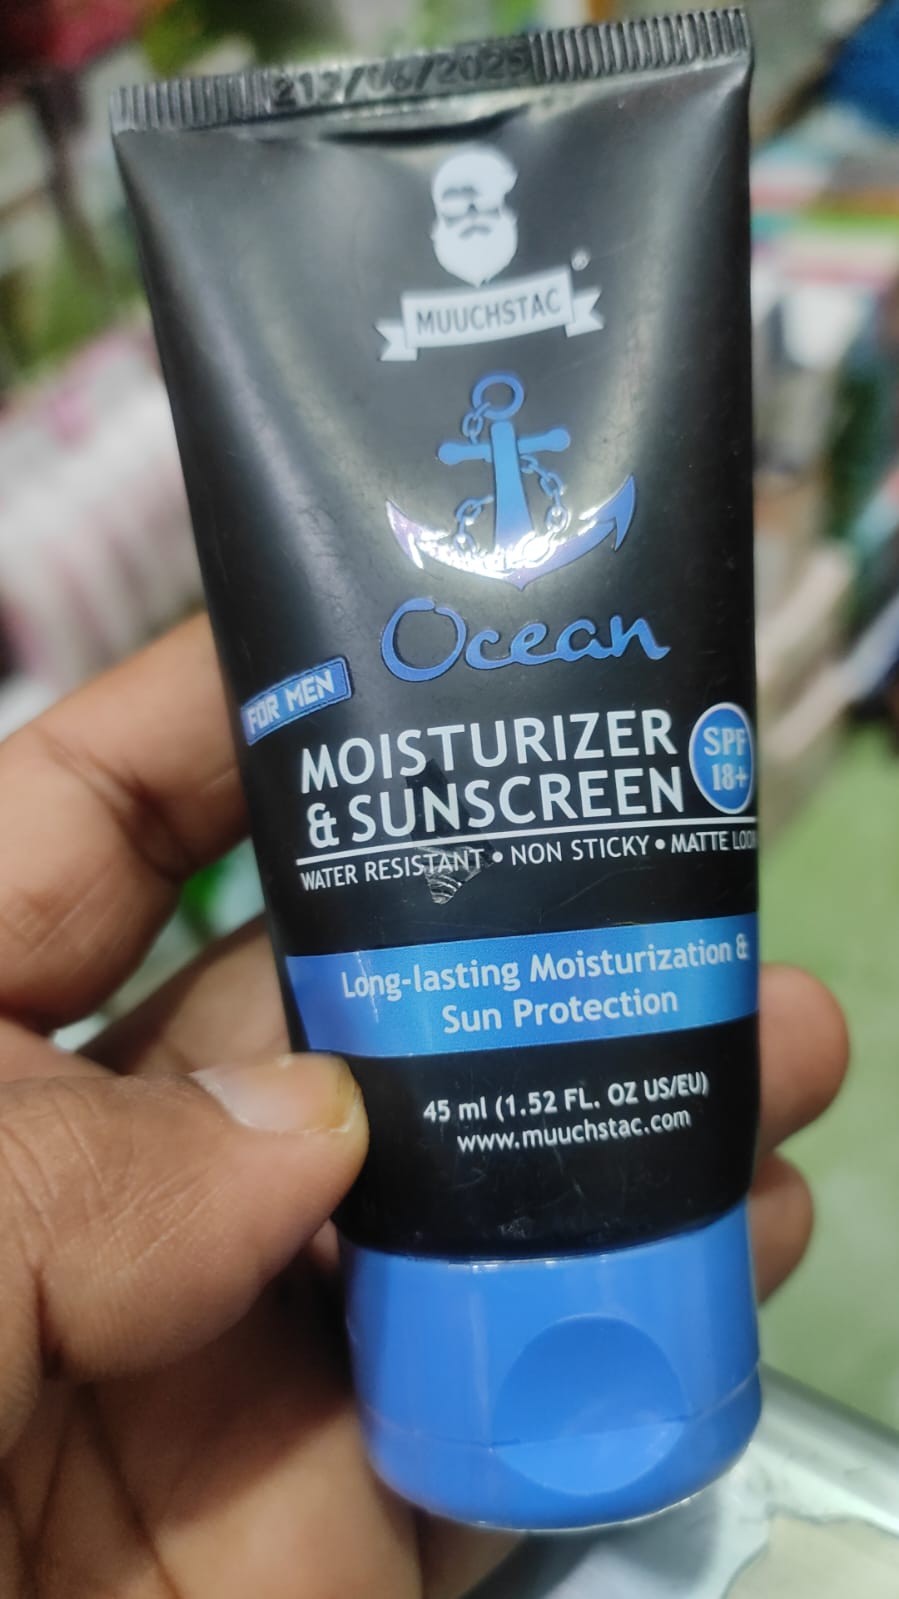 MUUCHSTAC
®
Ocean
FOR MEN
MOISTURIZER
& SUNSCREEN
SPF
18+
WATER RESISTANT • NON STICKY • MATTE LOOK
Long-lasting Moisturization &
Sun Protection
45 ml (1.52 FL. OZ US/EU)
www.muuchstac.com